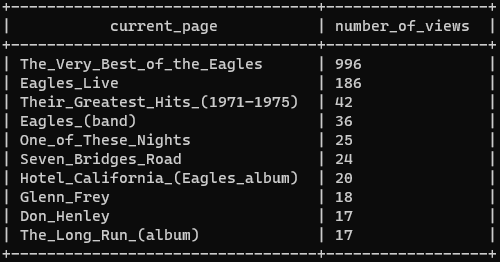 current_page | number_of_views
The_Very_Best_of_the_Eagles | 996
Eagles_Live | 186
Their_Greatest_Hits_(1971–1975) | 42
Eagles_(band) | 36
One_of_These_Nights | 25
Seven_Bridges_Road | 24
Hotel_California_(Eagles_album) | 20
Glenn_Frey | 18
Don_Henley | 17
The_Long_Run_(album) | 17